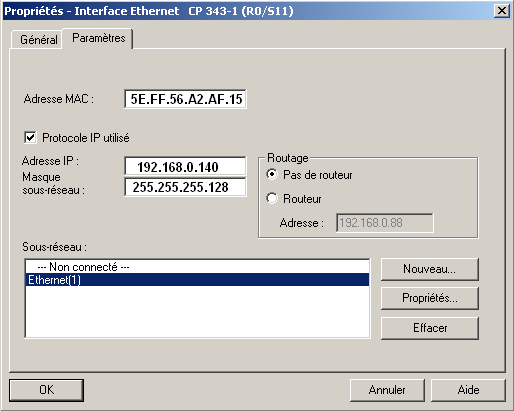 Propriétés - Interface Ethernet CP 343-1 (R0/S11)
Général Paramètres
Adresse MAC : 5E.FF.56.A2.AF.15
Protocole IP utilisé
Adresse IP : 192.168.0.140
Masque
sous-réseau : 255.255.255.128
Routage
Pas de routeur
Routeur
Adresse : 192.168.0.88
Sous-réseau :
--- Non connecté ---
Ethernet(1)
Nouveau...
Propriétés...
Effacer
OK Annuler Aide